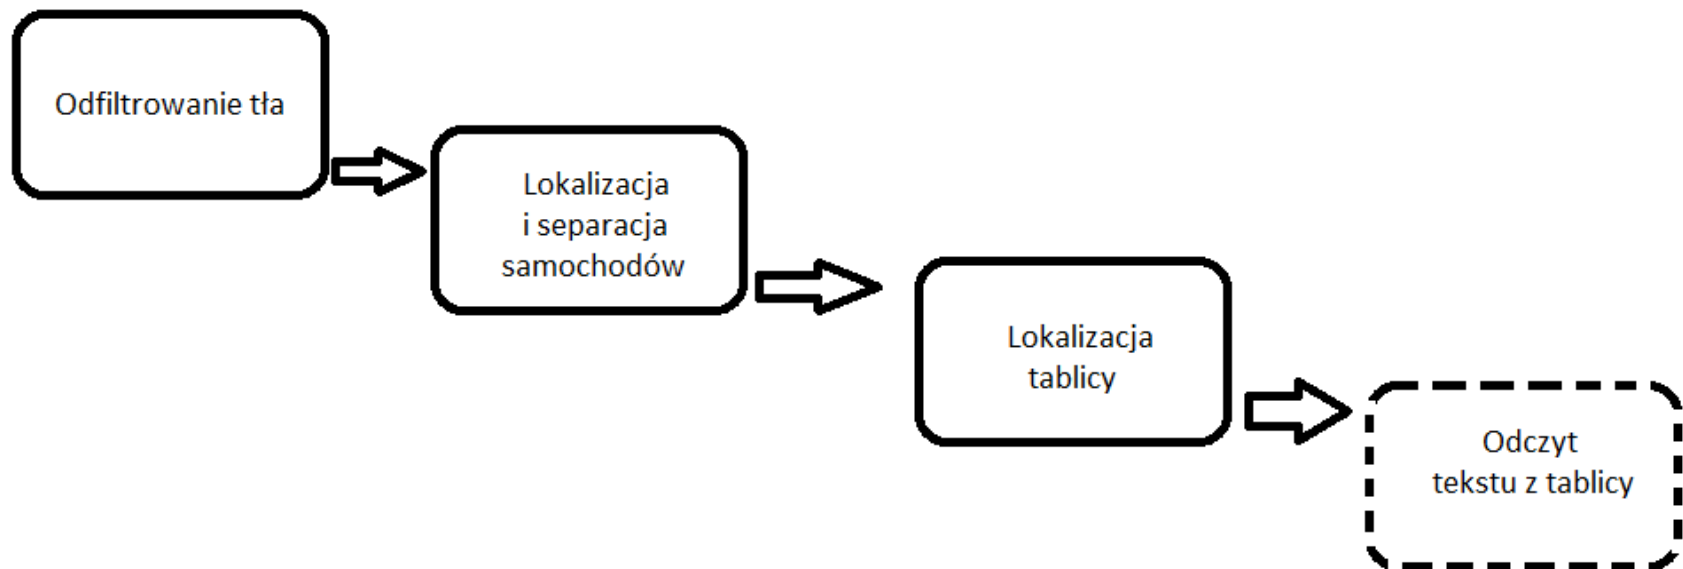 Odfiltrowanie tła
Lokalizacja
i separacja
samochodów
Lokalizacja
tablicy
Odczyt
tekstu z tablicy